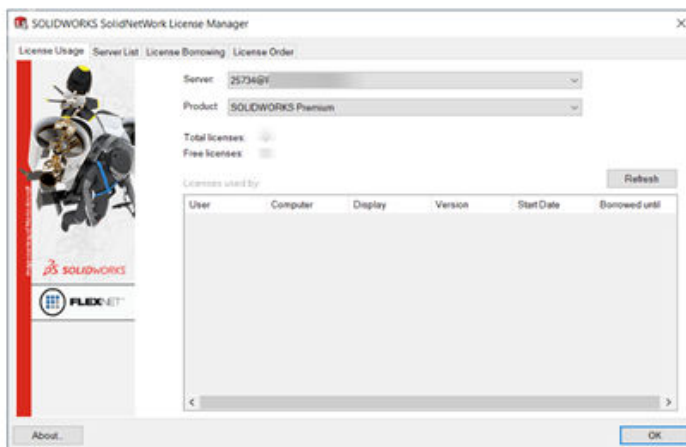 SOLIDWORKS SolidNetWork License Manager
License Usage Server List License Borrowing License Order
Server: 25734@
Product SOLIDWORKS Premium
Total licenses:
Free licenses:
Licenses used by:
Refresh
User Computer Display Version Start Date Borrowed until
SOLIDWORKS
FLEXNET
About..
OK